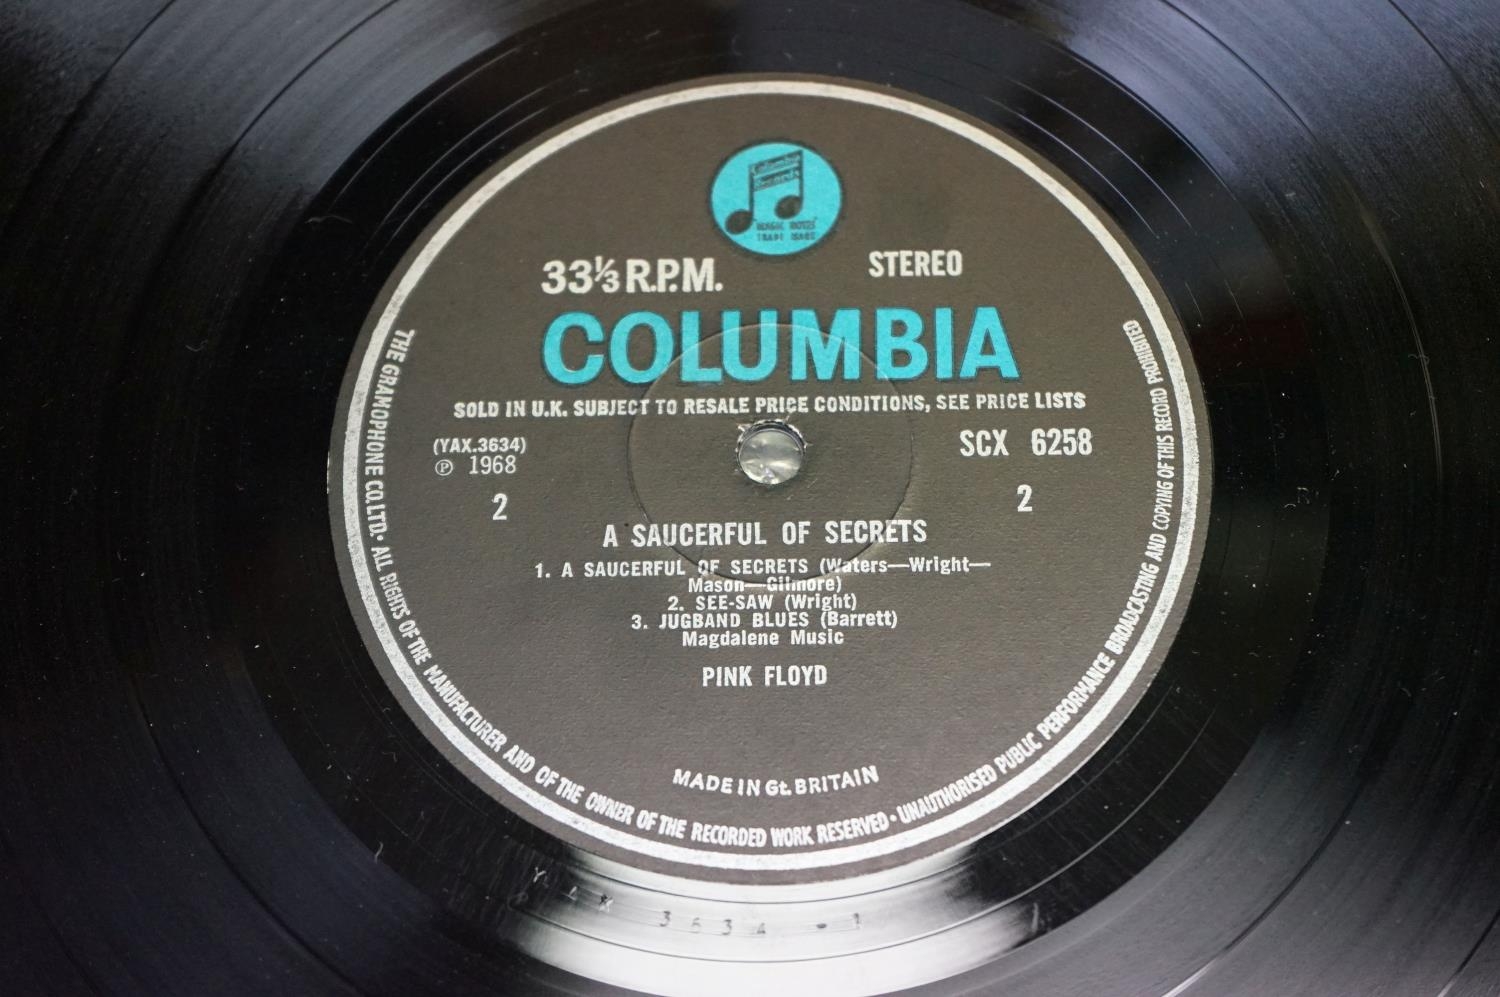 Columbia
Records
"MAGIC NOTES"
TRADE MARK
33⅓ R.P.M.
STEREO
COLUMBIA
SOLD IN U.K. SUBJECT TO RESALE PRICE CONDITIONS, SEE PRICE LISTS
(YAX.3634)
℗ 1968
SCX 6258
2
2
A SAUCERFUL OF SECRETS
1. A SAUCERFUL OF SECRETS (Waters—Wright—
Mason—Gilmore)
2. SEE-SAW (Wright)
3. JUGBAND BLUES (Barrett)
Magdalene Music
PINK FLOYD
MADE IN Gt. BRITAIN
THE GRAMOPHONE CO. LTD. • ALL RIGHTS OF THE MANUFACTURER AND OF THE OWNER OF THE RECORDED WORK RESERVED • UNAUTHORISED PUBLIC PERFORMANCE BROADCASTING AND COPYING OF THIS RECORD PROHIBITED
YAX 3634 - 1